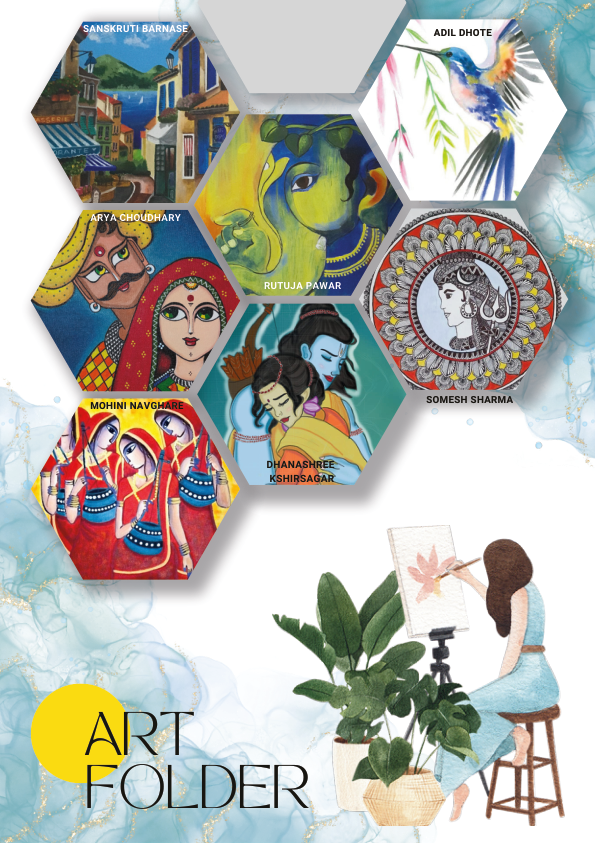 SANSKRUTI BARNASE
ADIL DHOTE
ARYA CHOUDHARY
RUTUJA PAWAR
SOMESH SHARMA
MOHINI NAVGHARE
DHANASHREE
KSHIRSAGAR
ART
FOLDER